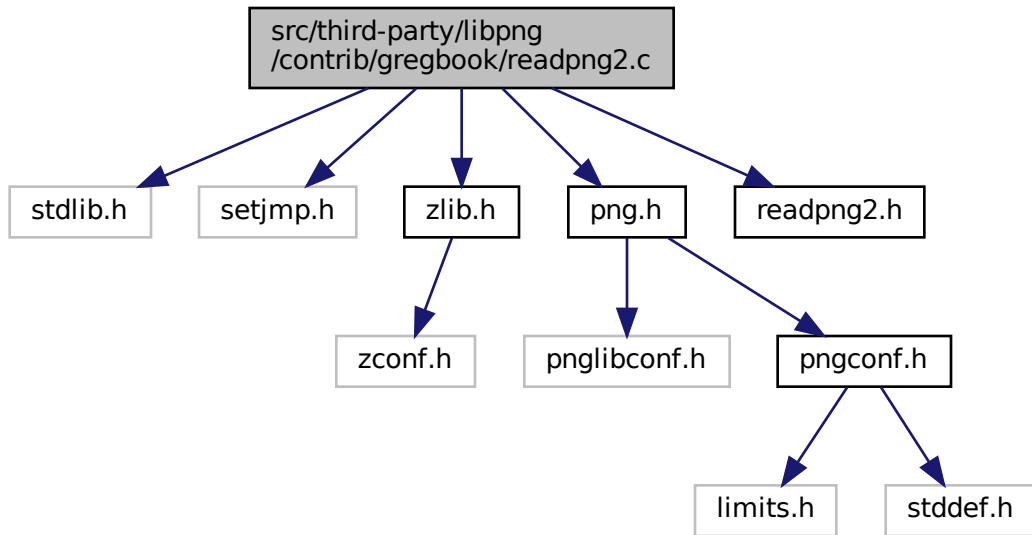 src/third-party/libpng
/contrib/gregbook/readpng2.c
stdlib.h
setjmp.h
zlib.h
png.h
readpng2.h
zconf.h
pnglibconf.h
pngconf.h
limits.h
stddef.h